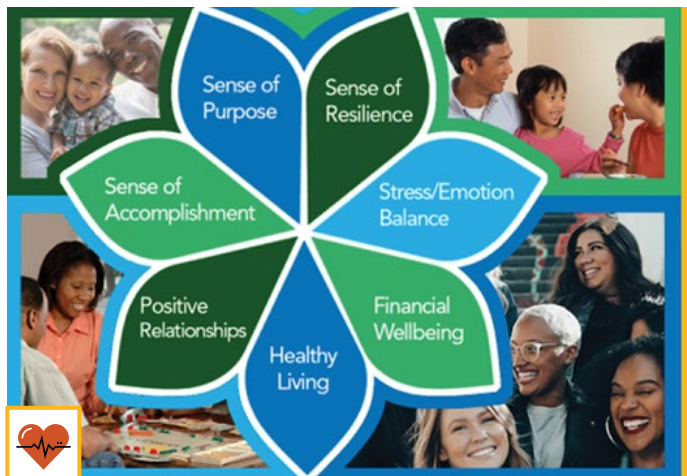 Sense of
Purpose
Sense of
Resilience
Stress/Emotion
Balance
Financial
Wellbeing
Healthy
Living
Positive
Relationships
Sense of
Accomplishment